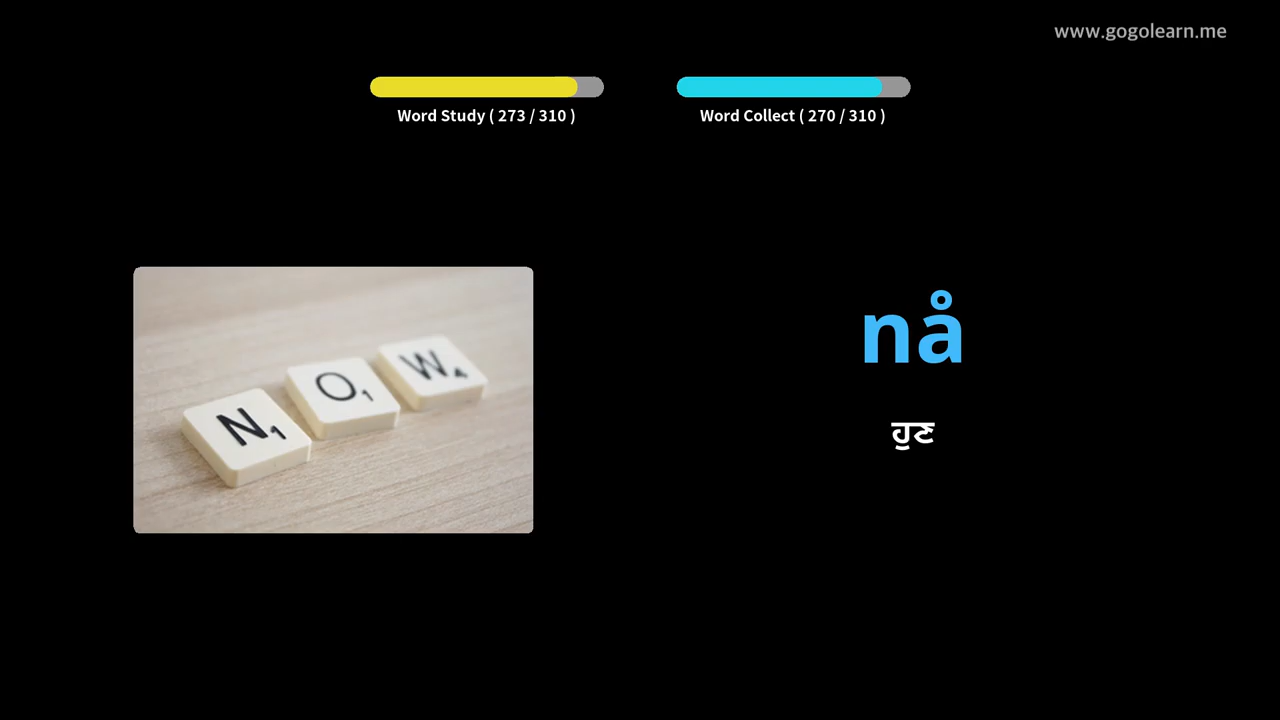 www.gogolearn.me
Word Study ( 273 / 310 )
Word Collect ( 270 / 310 )
N1 O1 W4
nå
ਹੁਣ